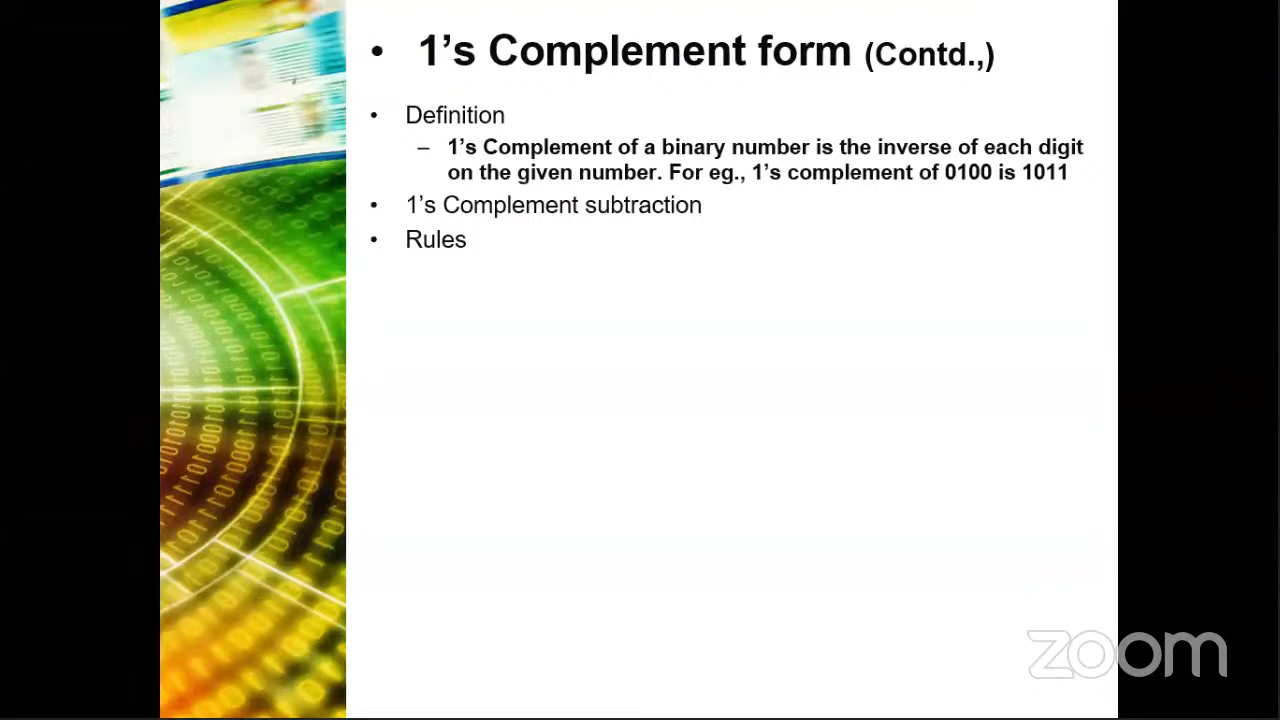 • 1’s Complement form (Contd.,)
• Definition
– 1’s Complement of a binary number is the inverse of each digit
on the given number. For eg., 1’s complement of 0100 is 1011
• 1’s Complement subtraction
• Rules
zoom